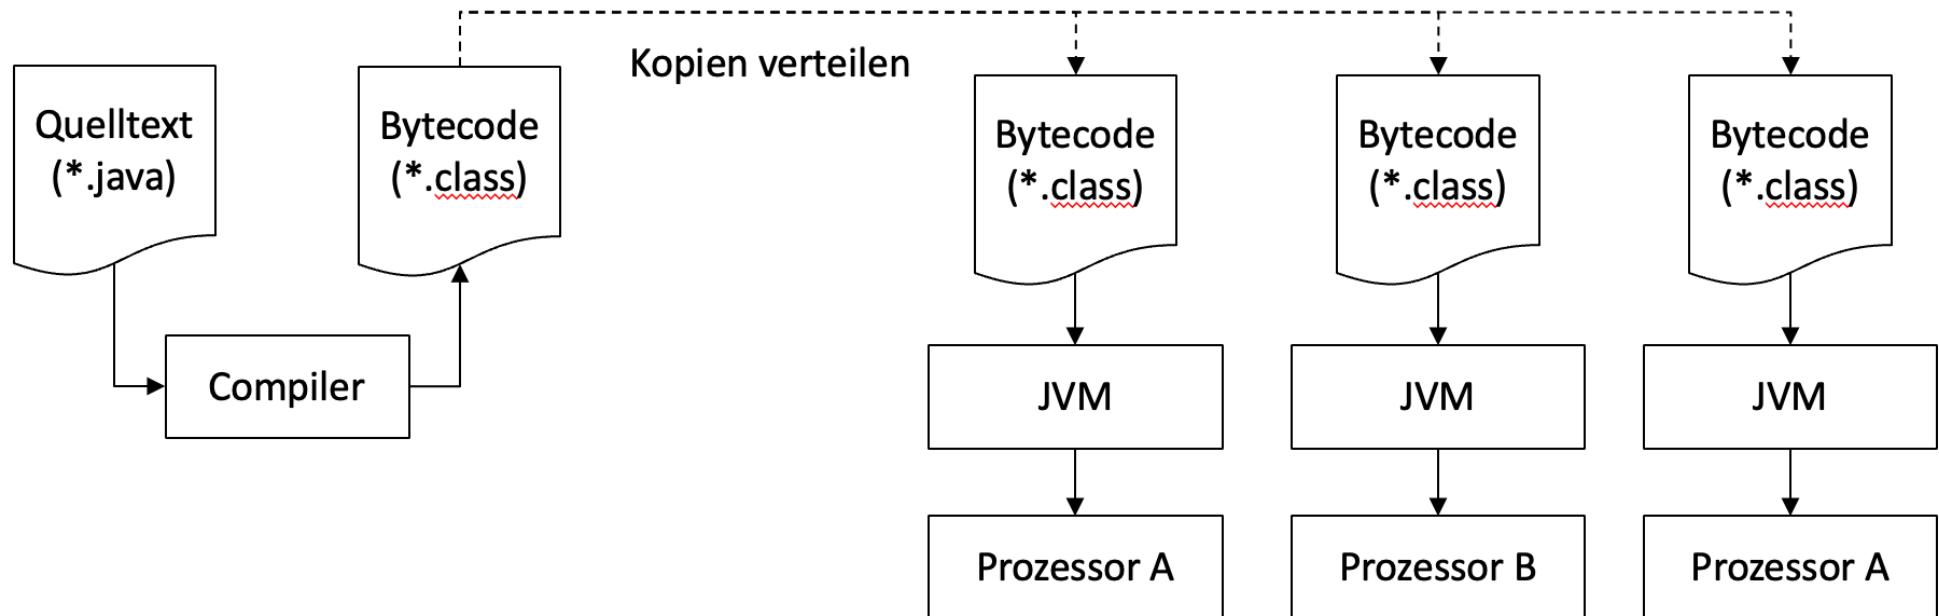 Kopien verteilen
Quelltext
(*.java)
Bytecode
(*.class)
Bytecode
(*.class)
Bytecode
(*.class)
Bytecode
(*.class)
Compiler
JVM
JVM
JVM
Prozessor A
Prozessor B
Prozessor A